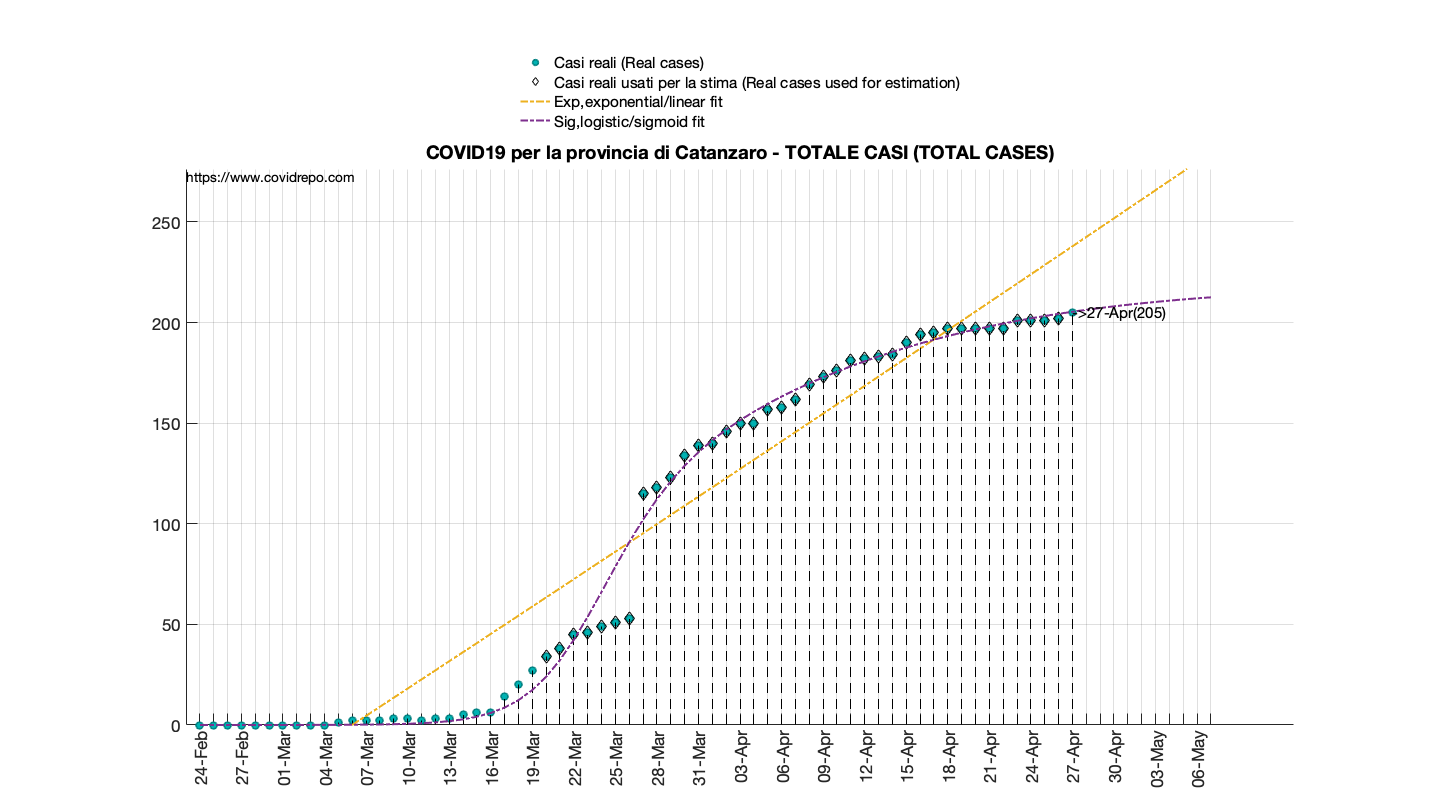 Casi reali (Real cases)
Casi reali usati per la stima (Real cases used for estimation)
Exp,exponential/linear fit
Sig,logistic/sigmoid fit
COVID19 per la provincia di Catanzaro - TOTALE CASI (TOTAL CASES)
https://www.covidrepo.com
250
200
150
100
50
0
->27-Apr(205)
24-Feb
27-Feb
01-Mar
04-Mar
07-Mar
10-Mar
13-Mar
16-Mar
19-Mar
22-Mar
25-Mar
28-Mar
31-Mar
03-Apr
06-Apr
09-Apr
12-Apr
15-Apr
18-Apr
21-Apr
24-Apr
27-Apr
30-Apr
03-May
06-May